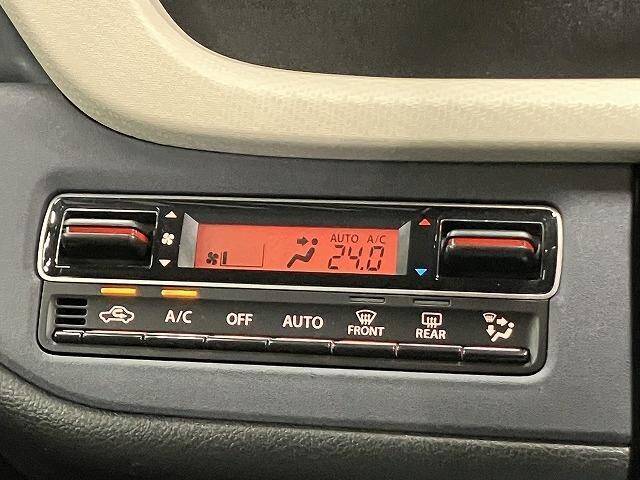 AUTO A/C
24.0
A/C
OFF
AUTO
FRONT
REAR